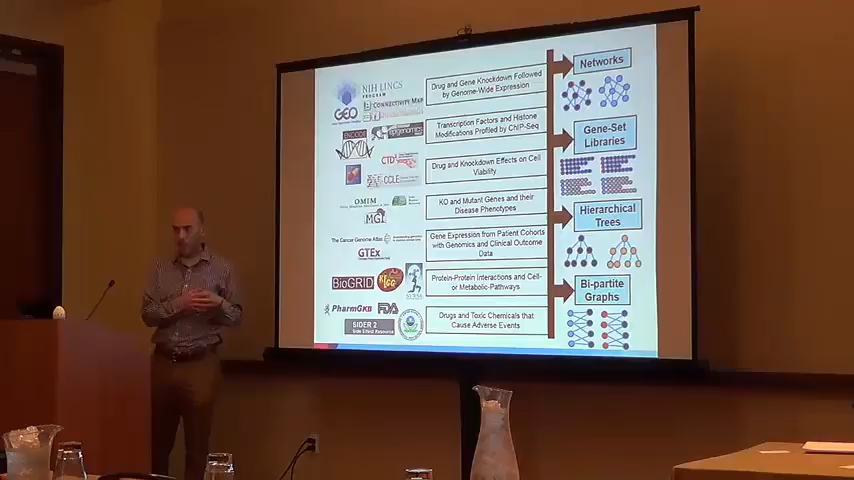 NIH LINCS
PROGRAM
GEO
CONNECTIVITY MAP
ENCODE
epigenomics
CTD
CCLE
OMIM
MGI
The Cancer Genome Atlas
GTEx
BioGRID
KEGG
PharmGKB
FDA
SIDER 2
Side Effect Resource
Drug and Gene Knockdown Followed
by Genome-Wide Expression
Transcription Factors and Histone
Modifications Profiled by ChIP-Seq
Drug and Knockdown Effects on Cell
Viability
KO and Mutant Genes and their
Disease Phenotypes
Gene Expression from Patient Cohorts
with Genomics and Clinical Outcome
Data
Protein-Protein Interactions and Cell-
or Metabolic-Pathways
Drugs and Toxic Chemicals that
Cause Adverse Events
Networks
Gene-Set
Libraries
Hierarchical
Trees
Bi-partite
Graphs